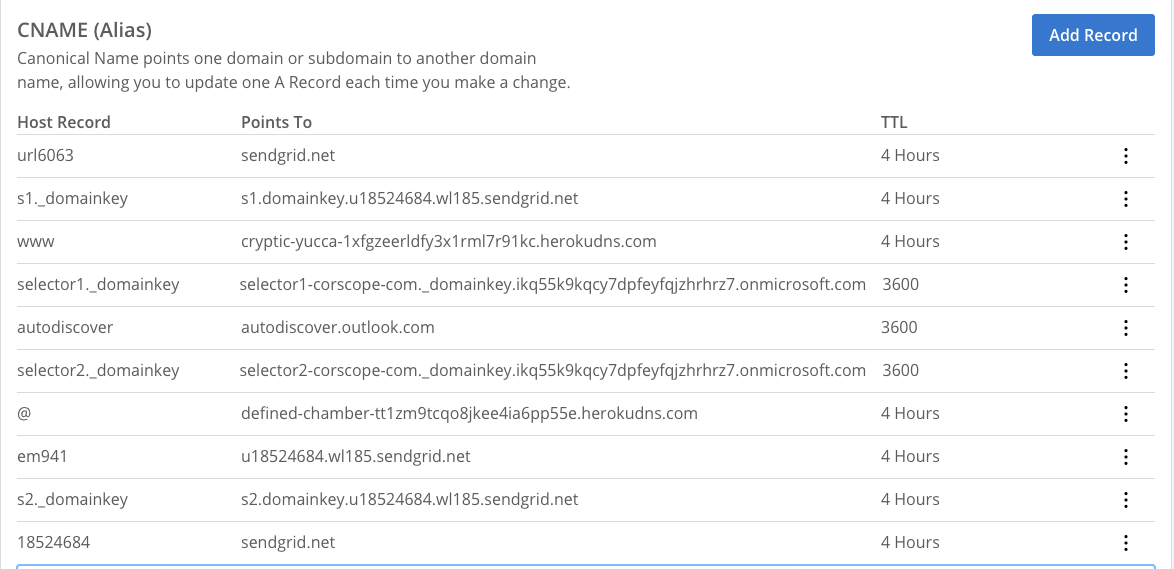 CNAME (Alias)
Add Record
Canonical Name points one domain or subdomain to another domain
name, allowing you to update one A Record each time you make a change.
Host Record Points To TTL
url6063 sendgrid.net 4 Hours
s1._domainkey s1.domainkey.u18524684.wl185.sendgrid.net 4 Hours
www cryptic-yucca-1xfgzeerldfy3x1rml7r91kc.herokudns.com 4 Hours
selector1._domainkey selector1-corscope-com._domainkey.ikq55k9kqcy7dpfeyfqjzhrhrz7.onmicrosoft.com 3600
autodiscover autodiscover.outlook.com 3600
selector2._domainkey selector2-corscope-com._domainkey.ikq55k9kqcy7dpfeyfqjzhrhrz7.onmicrosoft.com 3600
@ defined-chamber-tt1zm9tcqo8jkee4ia6pp55e.herokudns.com 4 Hours
em941 u18524684.wl185.sendgrid.net 4 Hours
s2._domainkey s2.domainkey.u18524684.wl185.sendgrid.net 4 Hours
18524684 sendgrid.net 4 Hours